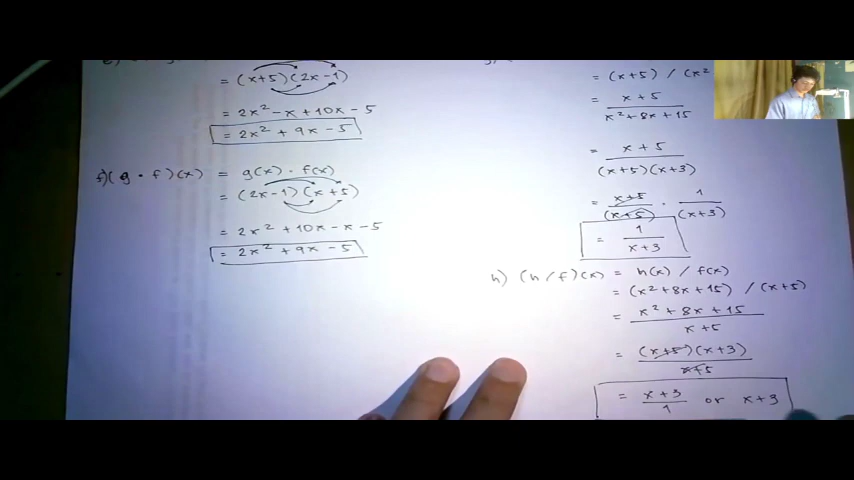 = (x+5)(2x-1)
= 2x² - x + 10x - 5
= 2x² + 9x - 5
f) (g · f)(x) = g(x) · f(x)
= (2x-1)(x+5)
= 2x² + 10x - x - 5
= 2x² + 9x - 5
= (x+5) / (x²
= x+5 / x²+8x+15
= x+5 / (x+5)(x+3)
= x+5 / (x+5) · 1 / (x+3)
= 1 / x+3
h) (h/f)(x) = h(x) / f(x)
= (x²+8x+15) / (x+5)
= x²+8x+15 / x+5
= (x+5)(x+3) / x+5
= x+3 / 1 or x+3